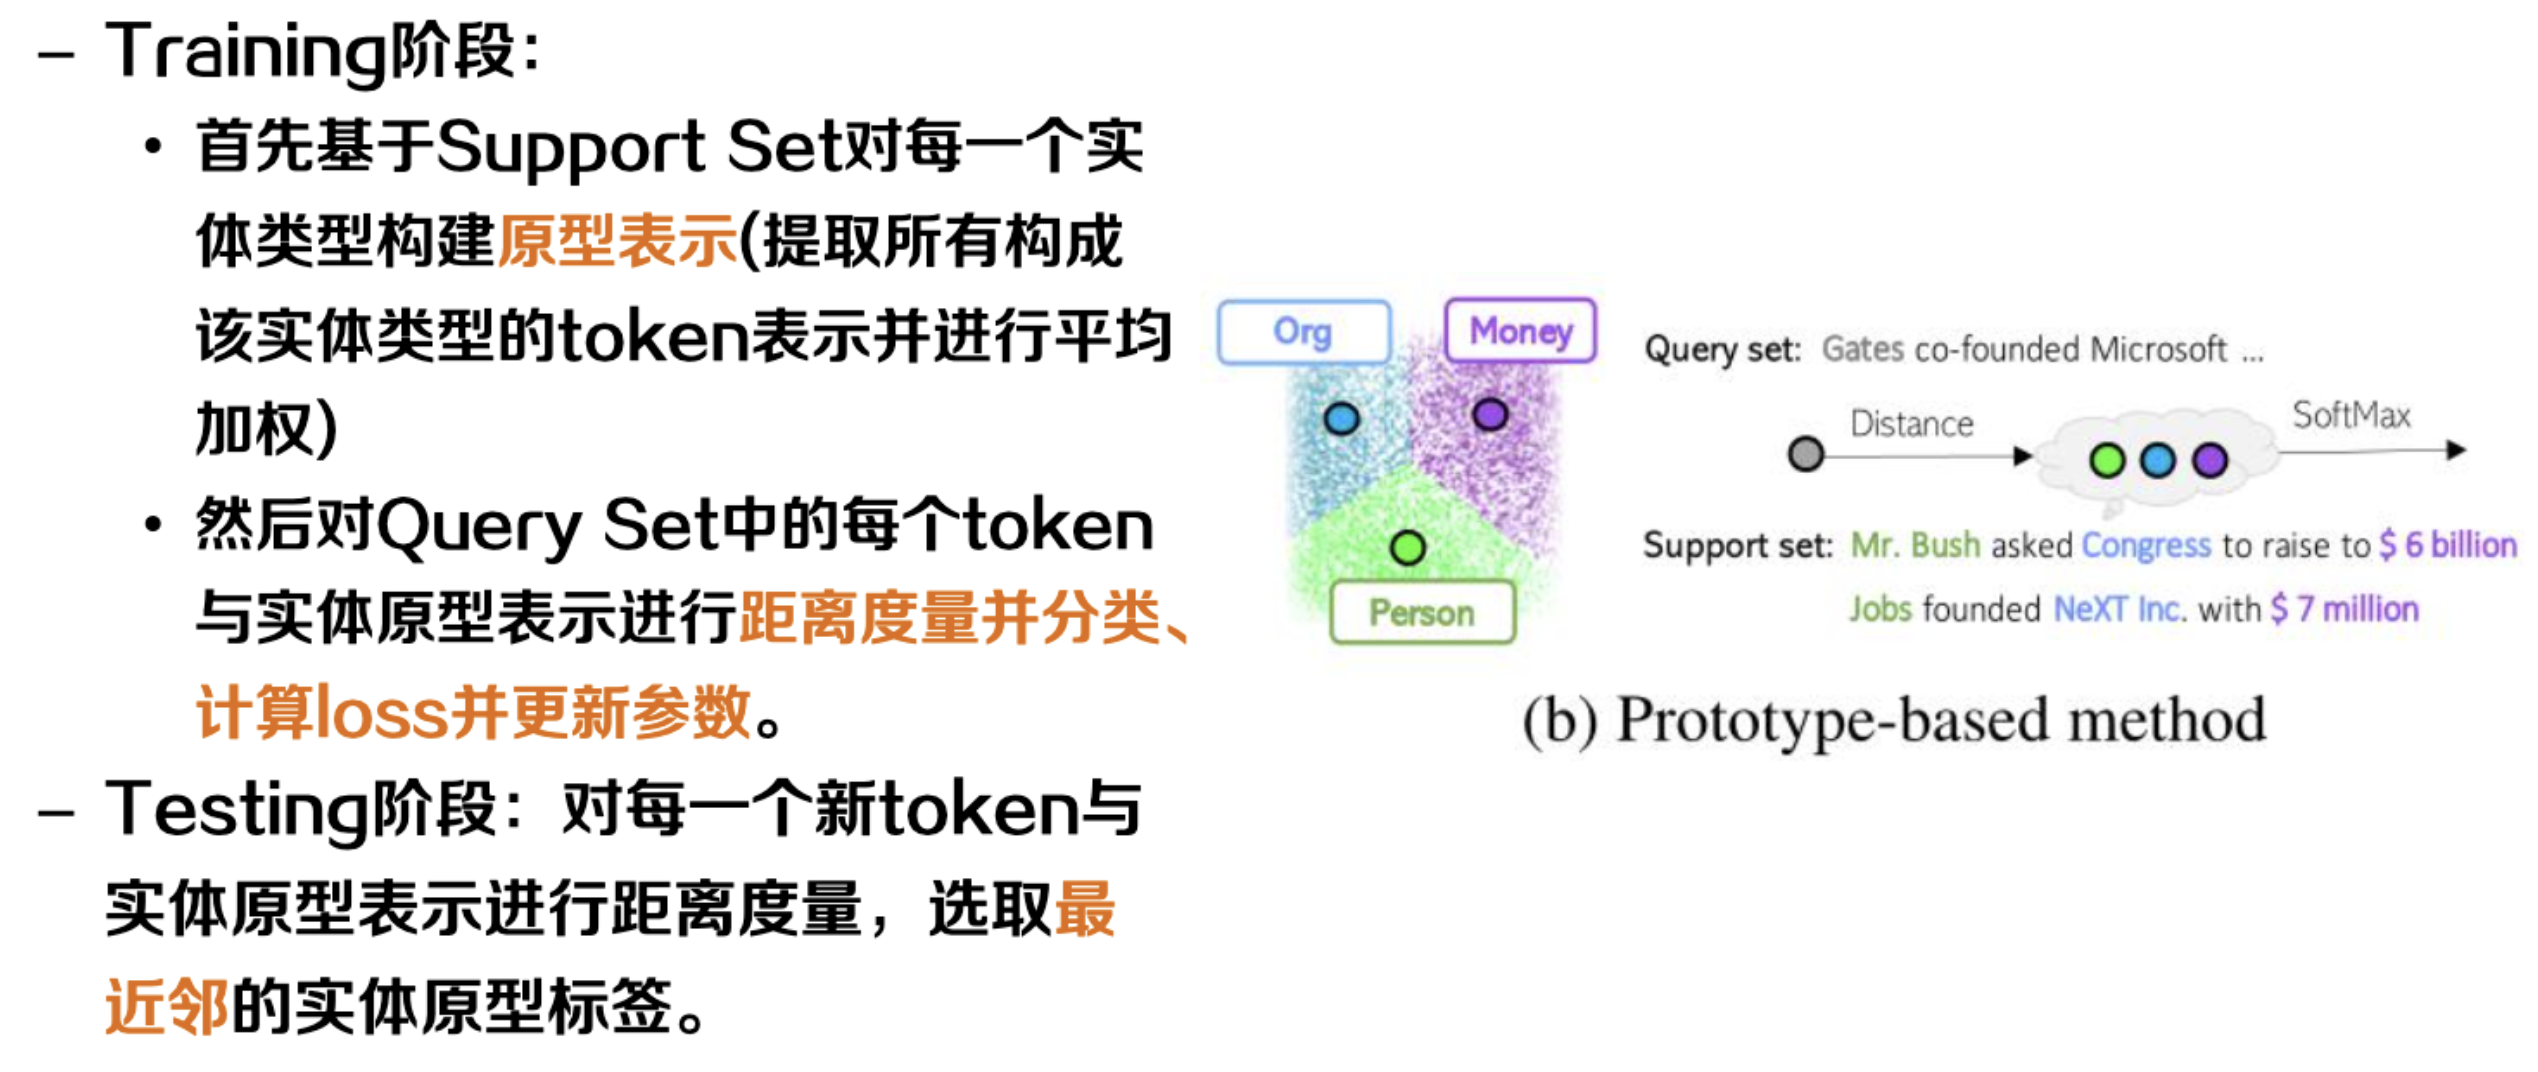 – Training阶段：
• 首先基于Support Set对每一个实
体类型构建原型表示(提取所有构成
该实体类型的token表示并进行平均
加权)
• 然后对Query Set中的每个token
与实体原型表示进行距离度量并分类、
计算loss并更新参数。
– Testing阶段：对每一个新token与
实体原型表示进行距离度量，选取最
近邻的实体原型标签。
Org
Money
Person
Query set: Gates co-founded Microsoft ...
Distance
SoftMax
Support set: Mr. Bush asked Congress to raise to $ 6 billion
Jobs founded NeXT Inc. with $ 7 million
(b) Prototype-based method